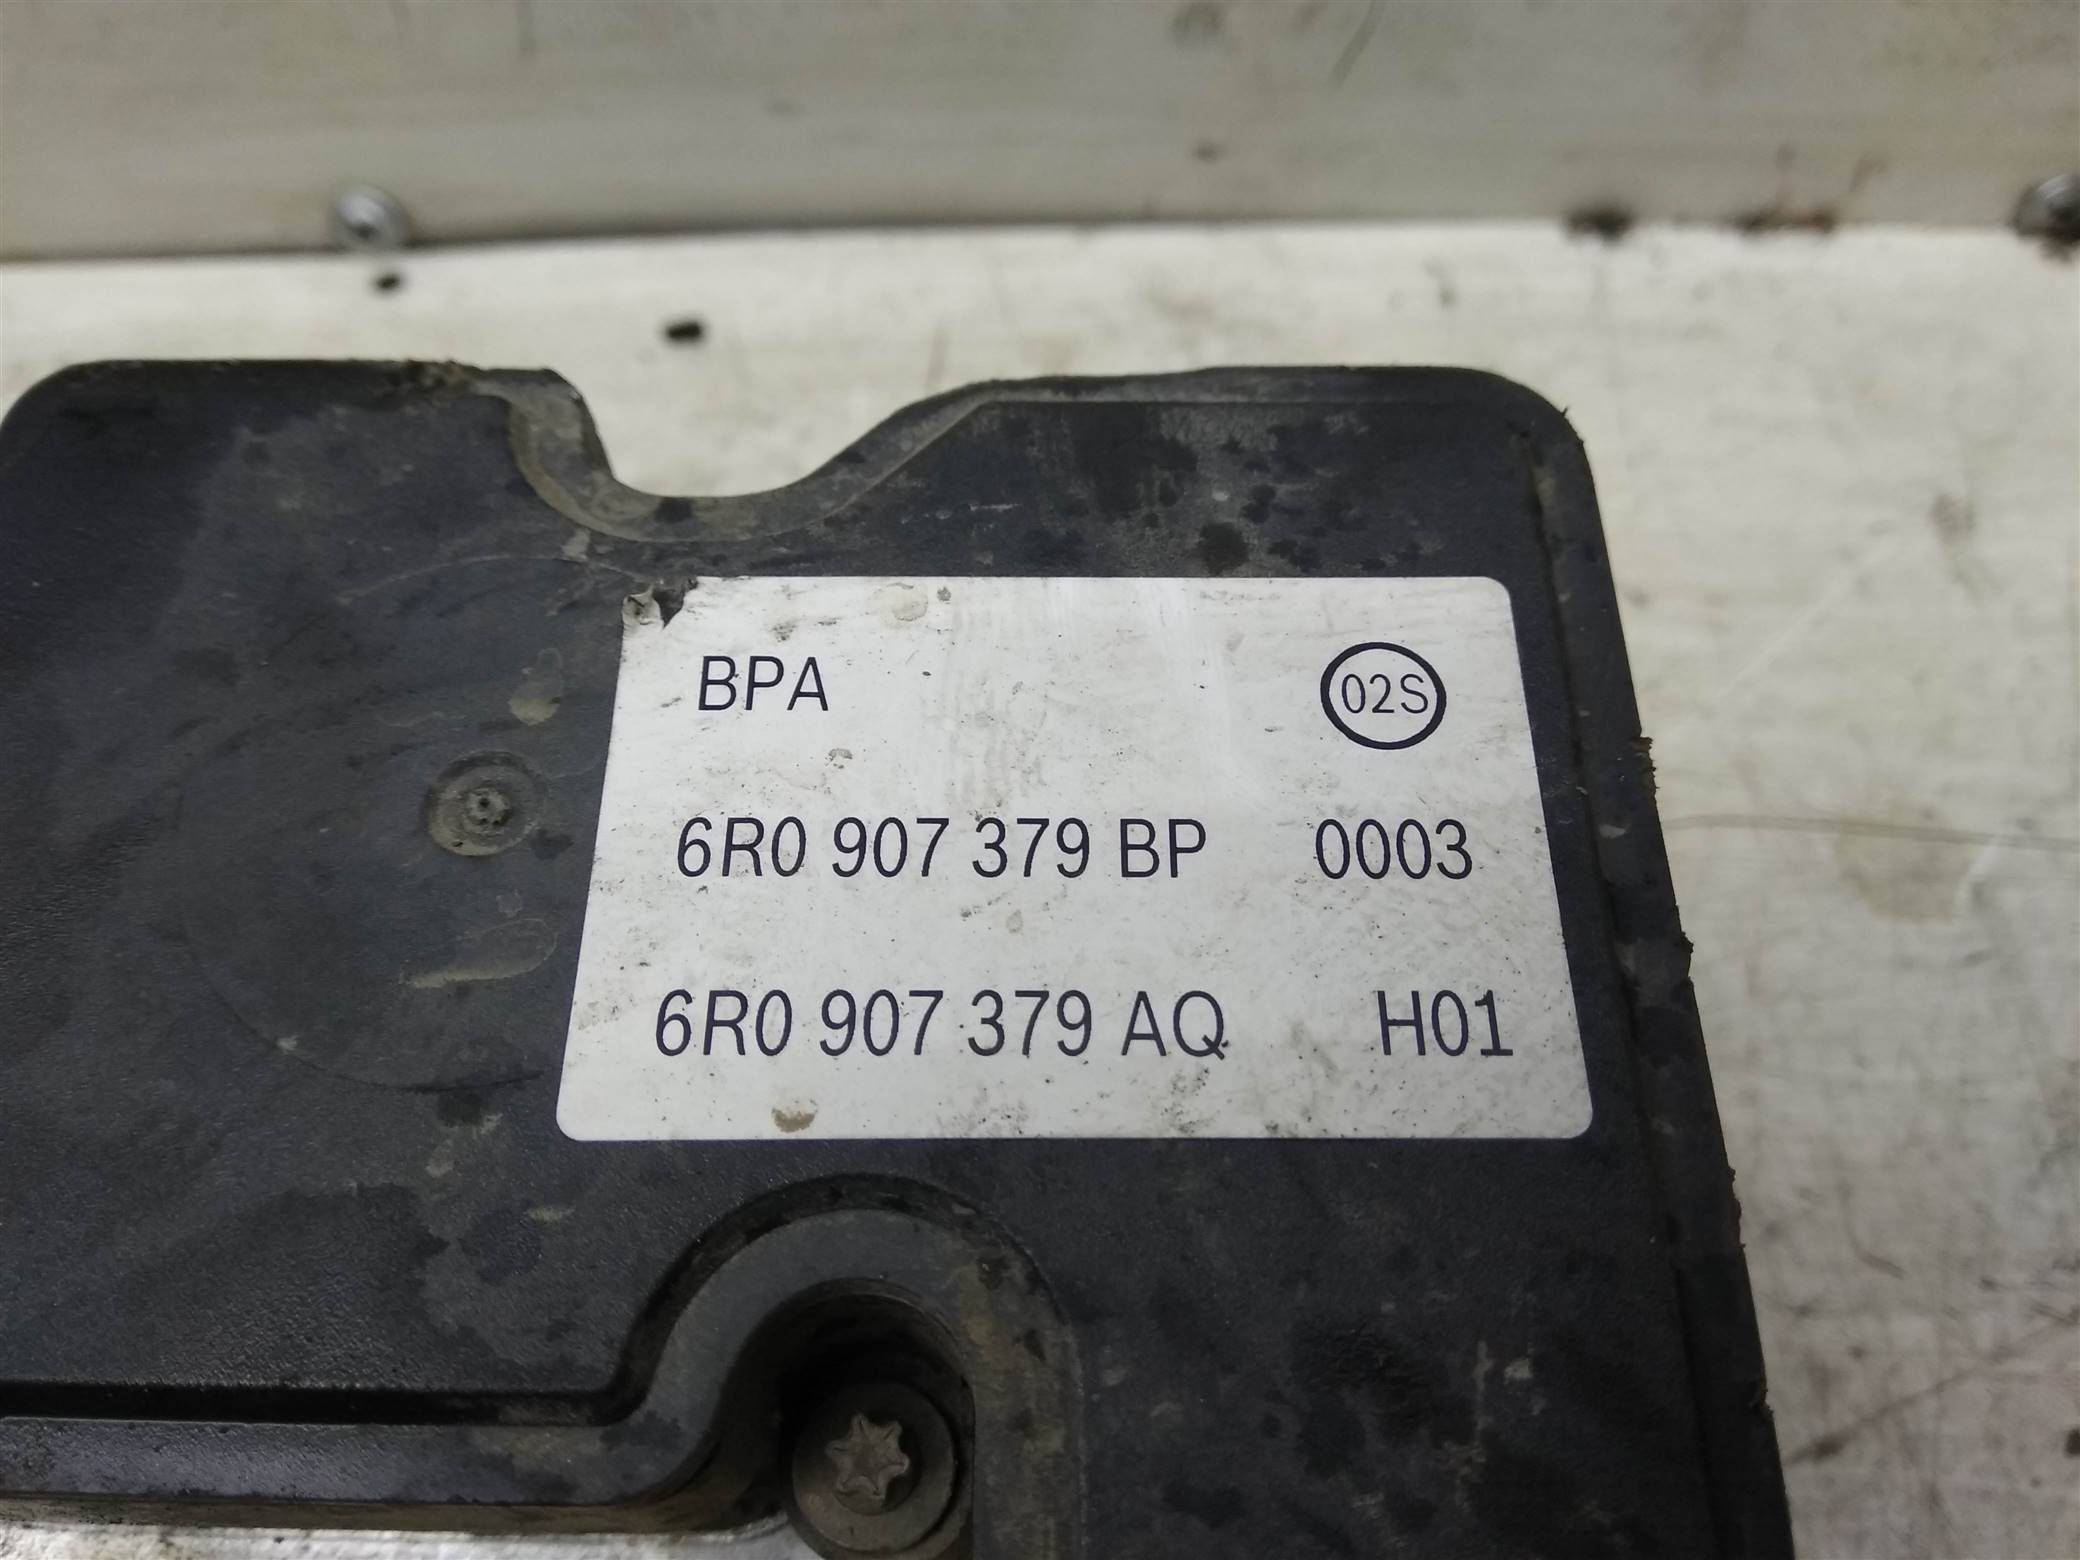 BPA 02S
6R0 907 379 BP 0003
6R0 907 379 AQ H01